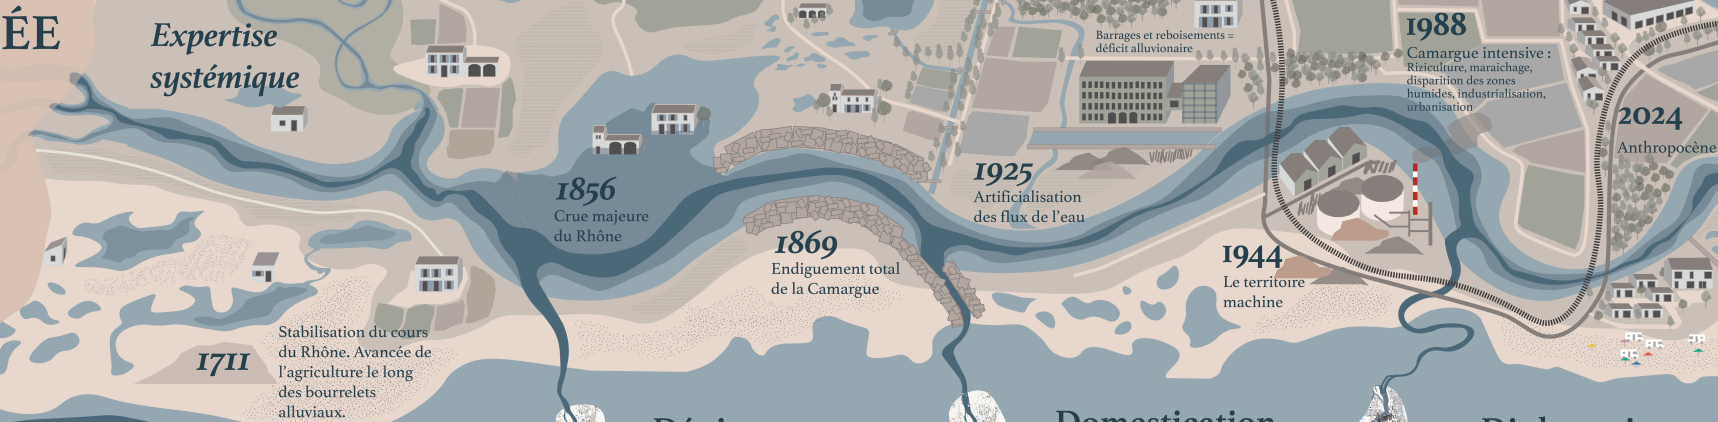 ÉE
Expertise
systémique
1711
Stabilisation du cours
du Rhône. Avancée de
l’agriculture le long
des bourrelets
alluviaux.
1856
Crue majeure
du Rhône
1869
Endiguement total
de la Camargue
1925
Artificialisation
des flux de l’eau
Barrages et reboisements =
déficit alluvionaire
1944
Le territoire
machine
1988
Camargue intensive :
Riziculture, maraichage,
disparition des zones
humides, industrialisation,
urbanisation
2024
Anthropocène
Domestication